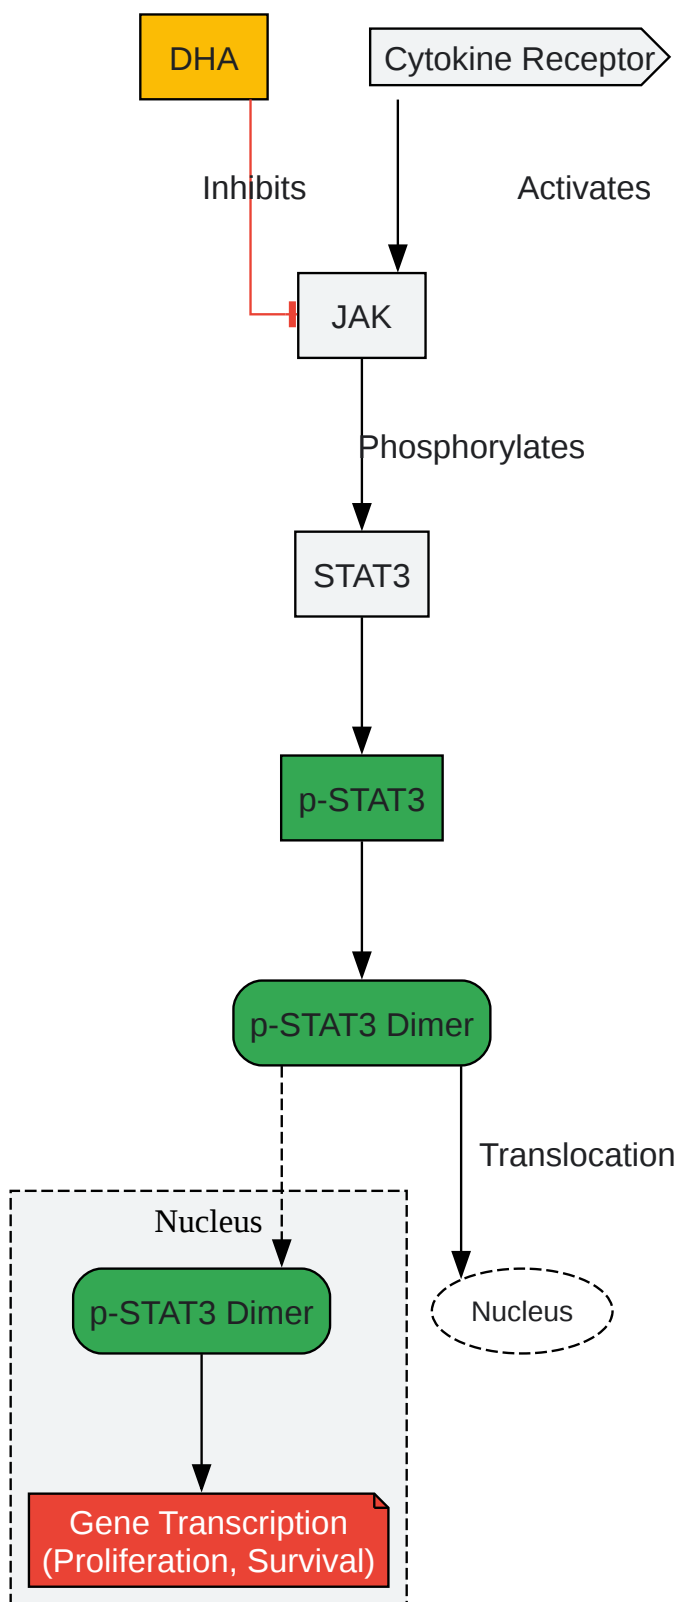 DHA
Cytokine Receptor
Inhibits
Activates
JAK
Phosphorylates
STAT3
p-STAT3
p-STAT3 Dimer
Translocation
Nucleus
p-STAT3 Dimer
Nucleus
Gene Transcription
(Proliferation, Survival)